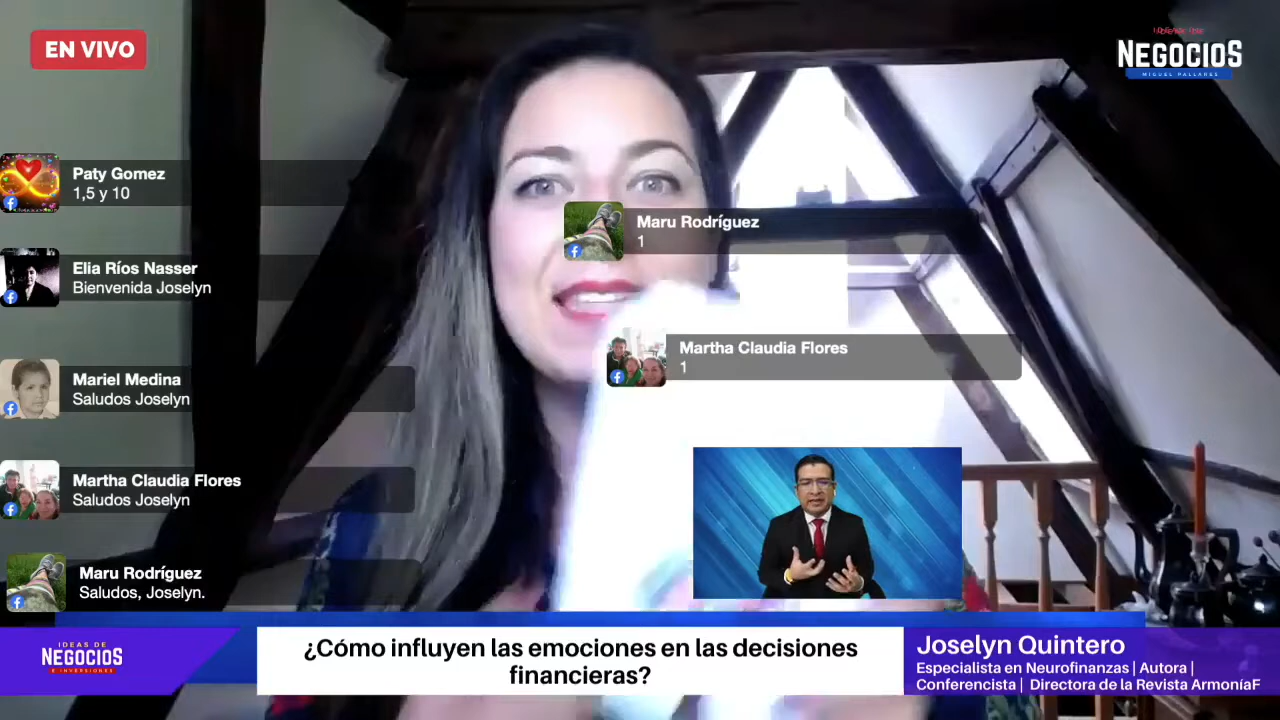 EN VIVO
NEGOCIOS
MIGUEL PALLARES
Paty Gomez
1,5 y 10
Maru Rodríguez
1
Elia Ríos Nasser
Bienvenida Joselyn
Martha Claudia Flores
1
Mariel Medina
Saludos Joselyn
Martha Claudia Flores
Saludos Joselyn
Maru Rodríguez
Saludos, Joselyn.
IDEAS DE
NEGOCIOS
E INVERSIONES
¿Cómo influyen las emociones en las decisiones
financieras?
Joselyn Quintero
Especialista en Neurofinanzas | Autora |
Conferencista | Directora de la Revista ArmoníaF